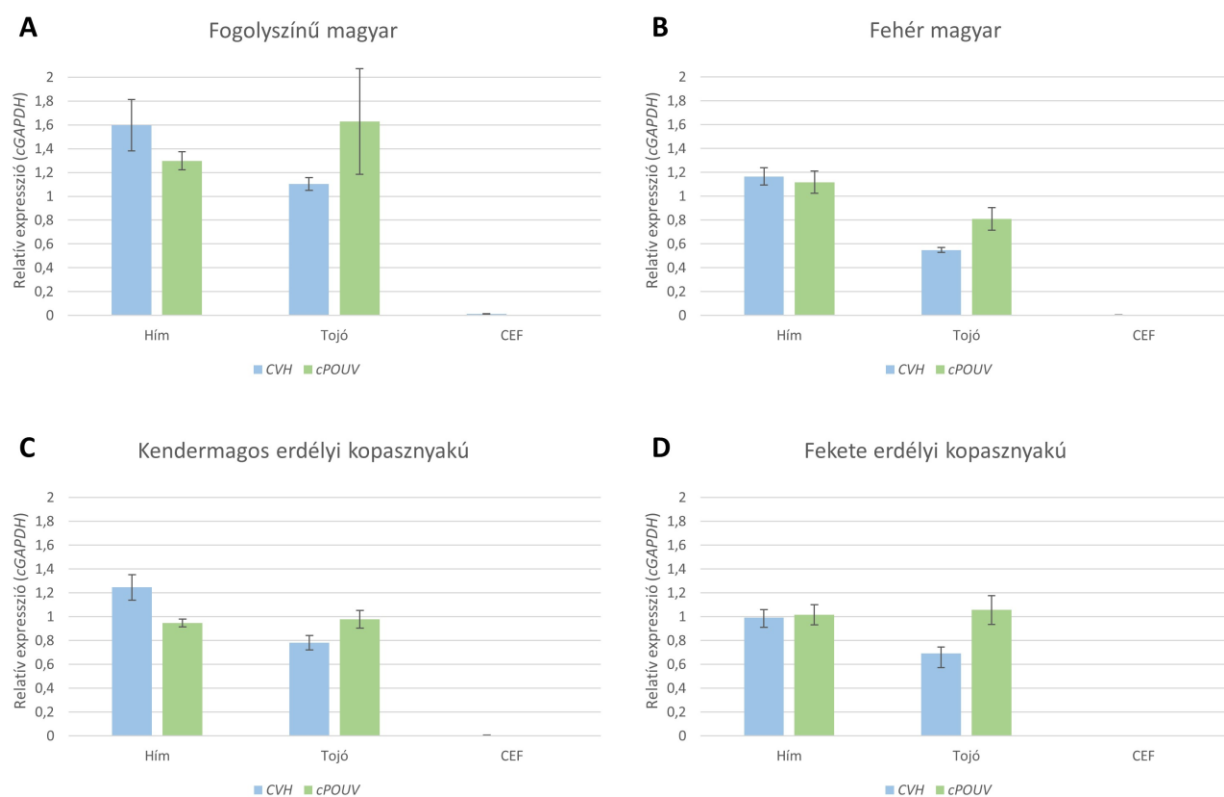 A
Fogolyszínű magyar
Relatív expresszió (cGAPDH)
2
1,8
1,6
1,4
1,2
1
0,8
0,6
0,4
0,2
0
Hím Tojó CEF
CVH cPOUV
B
Fehér magyar
Relatív expresszió (cGAPDH)
2
1,8
1,6
1,4
1,2
1
0,8
0,6
0,4
0,2
0
Hím Tojó CEF
CVH cPOUV
C
Kendermagos erdélyi kopasznyakú
Relatív expresszió (cGAPDH)
2
1,8
1,6
1,4
1,2
1
0,8
0,6
0,4
0,2
0
Hím Tojó CEF
CVH cPOUV
D
Fekete erdélyi kopasznyakú
Relatív expresszió (cGAPDH)
2
1,8
1,6
1,4
1,2
1
0,8
0,6
0,4
0,2
0
Hím Tojó CEF
CVH cPOUV